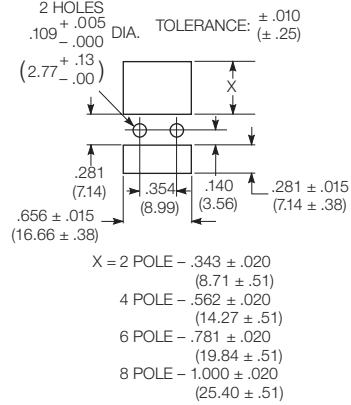 2 HOLES
.109 + .005 – .000 DIA.
(2.77 + .13 – .00)
TOLERANCE: ± .010
(± .25)
X
.281
(7.14)
.354
(8.99)
.140
(3.56)
.281 ± .015
(7.14 ± .38)
.656 ± .015
(16.66 ± .38)
X = 2 POLE – .343 ± .020
(8.71 ± .51)
4 POLE – .562 ± .020
(14.27 ± .51)
6 POLE – .781 ± .020
(19.84 ± .51)
8 POLE – 1.000 ± .020
(25.40 ± .51)